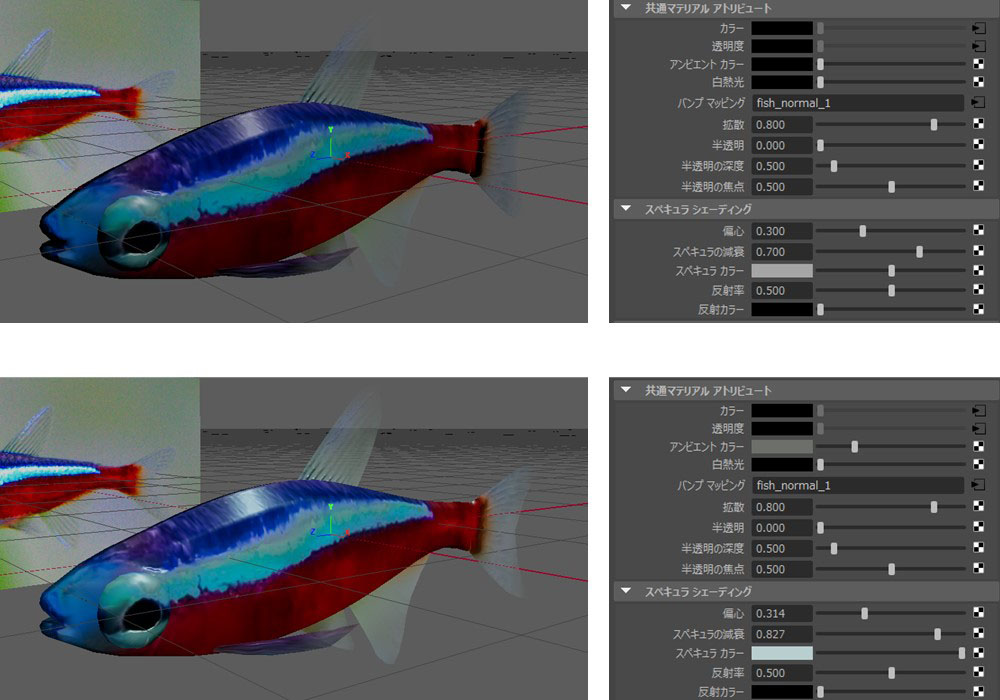 共通マテリアル アトリビュート
カラー
透明度
アンビエント カラー
白熱光
バンプ マッピング fish_normal_1
拡散 0.800
半透明 0.000
半透明の深度 0.500
半透明の焦点 0.500
スペキュラ シェーディング
偏心 0.300
スペキュラの減衰 0.700
スペキュラ カラー
反射率 0.500
反射カラー
Y
Z
X
共通マテリアル アトリビュート
カラー
透明度
アンビエント カラー
白熱光
バンプ マッピング fish_normal_1
拡散 0.800
半透明 0.000
半透明の深度 0.500
半透明の焦点 0.500
スペキュラ シェーディング
偏心 0.314
スペキュラの減衰 0.827
スペキュラ カラー
反射率 0.500
反射カラー
Y
Z
X